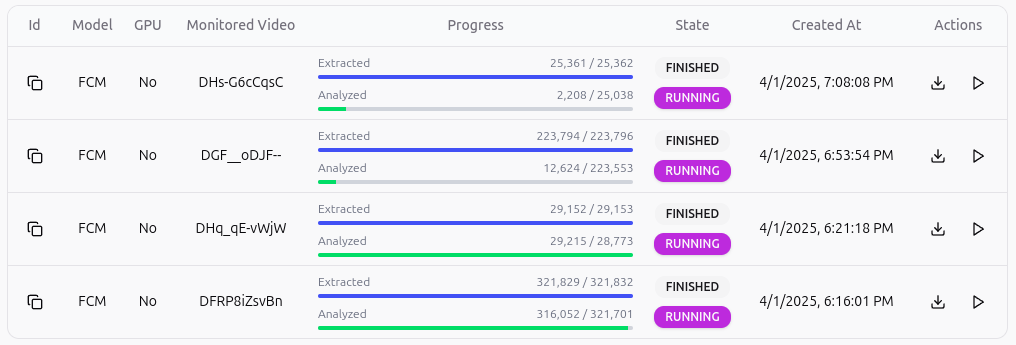 Id Model GPU Monitored Video Progress State Created At Actions
Extracted 25,361 / 25,362 FINISHED
FCM No DHs-G6cCqsC 4/1/2025, 7:08:08 PM
Analyzed 2,208 / 25,038 RUNNING
Extracted 223,794 / 223,796 FINISHED
FCM No DGF__oDJF-- 4/1/2025, 6:53:54 PM
Analyzed 12,624 / 223,553 RUNNING
Extracted 29,152 / 29,153 FINISHED
FCM No DHq_qE-vWjW 4/1/2025, 6:21:18 PM
Analyzed 29,215 / 28,773 RUNNING
Extracted 321,829 / 321,832 FINISHED
FCM No DFRP8iZsvBn 4/1/2025, 6:16:01 PM
Analyzed 316,052 / 321,701 RUNNING